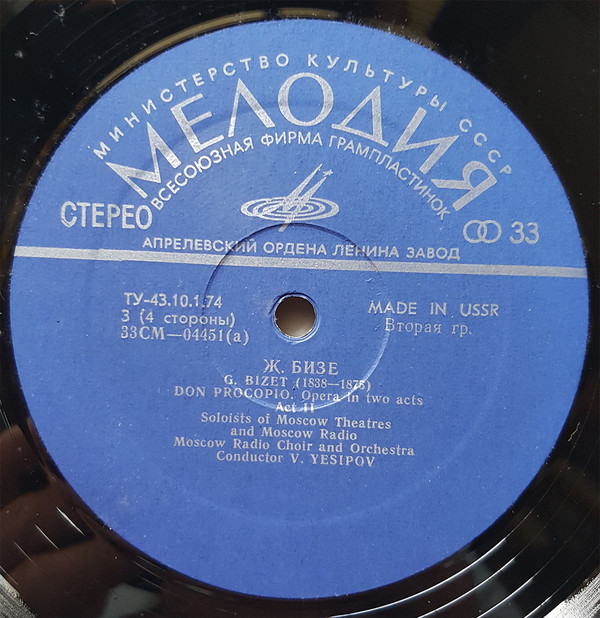 МИНИСТЕРСТВО КУЛЬТУРЫ СССР
МЕЛОДИЯ
ВСЕСОЮЗНАЯ ФИРМА ГРАМПЛАСТИНОК
СТЕРЕО
33
АПРЕЛЕВСКИЙ ОРДЕНА ЛЕНИНА ЗАВОД
ТУ-43.10.1.74
3 (4 стороны)
33СМ—04451(а)
MADE IN USSR
Вторая гр.
Ж. БИЗЕ
G. BIZET (1838—1875)
DON PROCOPIO. Opera in two acts
Act II
Soloists of Moscow Theatres
and Moscow Radio
Moscow Radio Choir and Orchestra
Conductor V. YESIPOV